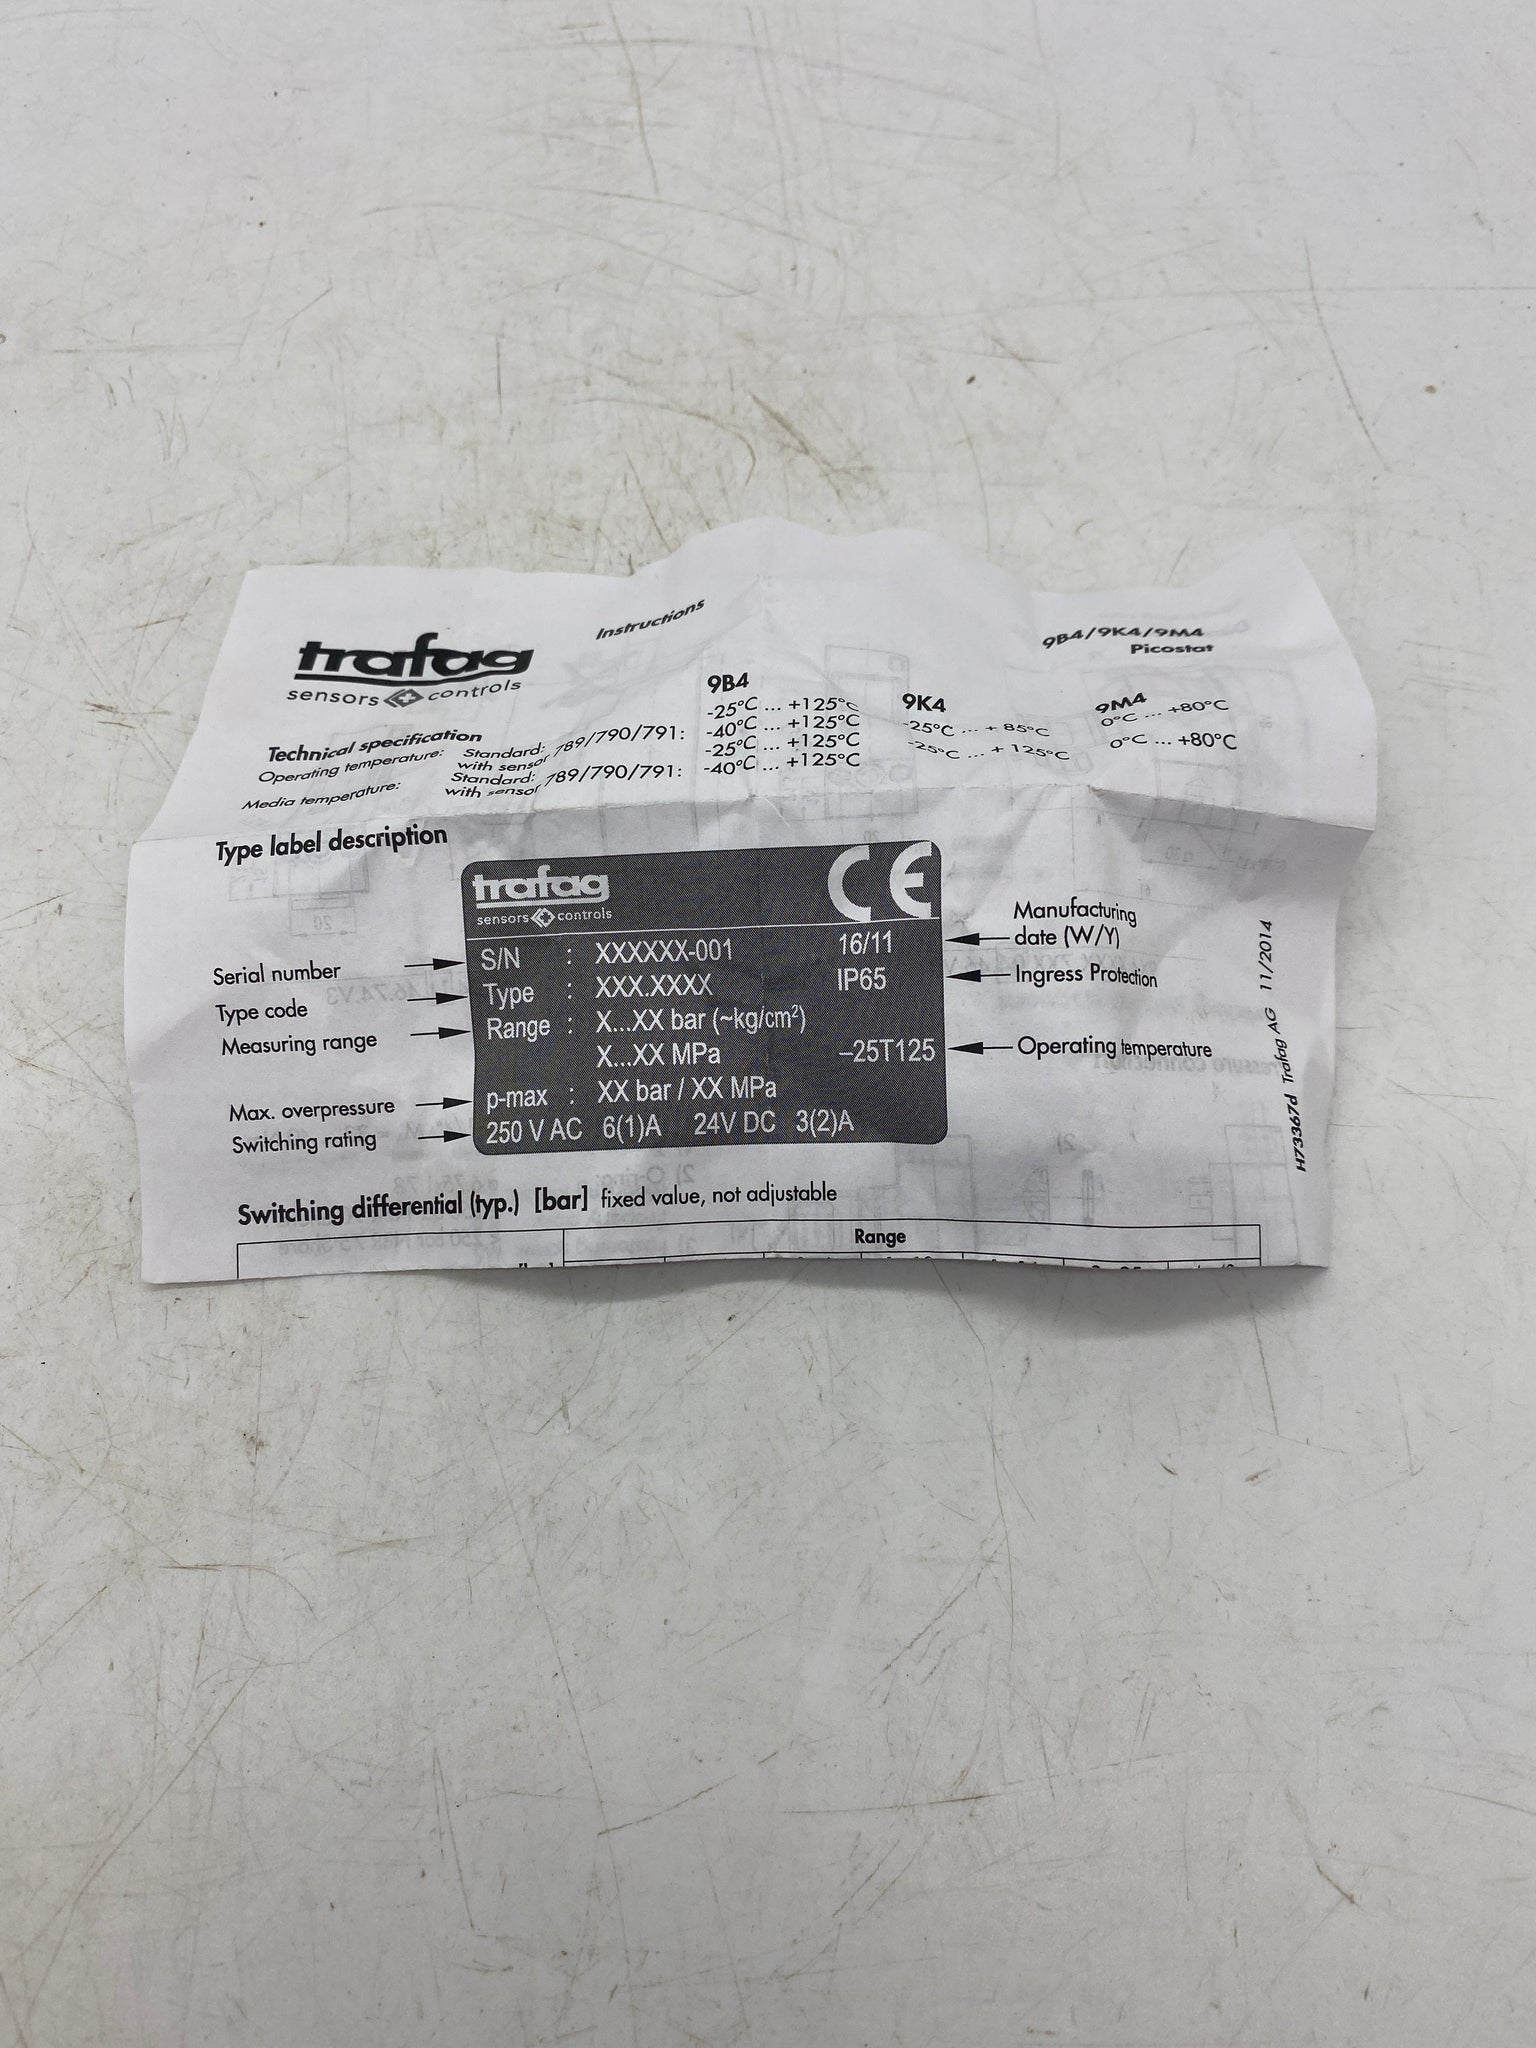 trafag
sensors controls
Instructions
9B4/9K4/9M4
Picostat
Technical specification
9B4 9K4 9M4
Operating temperature: Standard: -25°C ... +125°C -25°C ... + 85°C 0°C ... +80°C
with sensor 789/790/791: -40°C ... +125°C
Media temperature: Standard: -25°C ... +125°C -25°C ... + 125°C 0°C ... +80°C
with sensor 789/790/791: -40°C ... +125°C
Type label description
trafag
sensors controls
CE
Serial number S/N : XXXXXX-001 16/11 Manufacturing
date (W/Y)
Type code Type : XXX.XXXX IP65 Ingress Protection
Measuring range Range : X...XX bar (~kg/cm²)
X...XX MPa –25T125 Operating temperature
Max. overpressure p-max : XX bar / XX MPa
Switching rating 250 V AC 6(1)A 24V DC 3(2)A
Switching differential (typ.) [bar] fixed value, not adjustable
Range
H73367d Trafag AG 11/2014